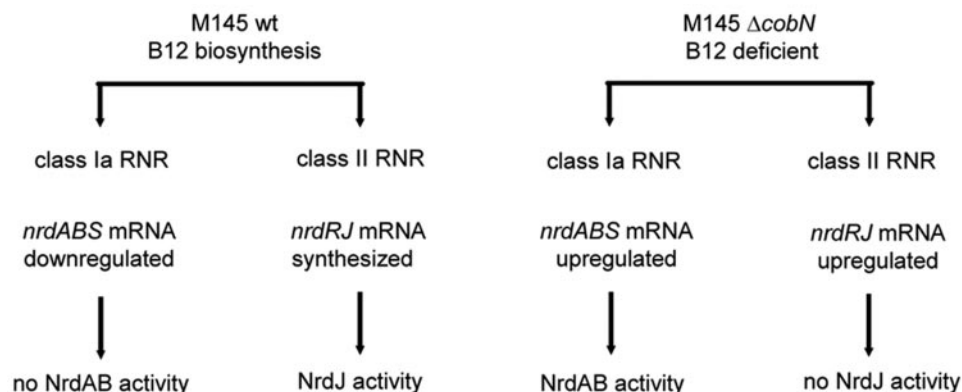 M145 wt
B12 biosynthesis
M145 ΔcobN
B12 deficient
class Ia RNR
class II RNR
class Ia RNR
class II RNR
nrdABS mRNA
downregulated
nrdRJ mRNA
synthesized
nrdABS mRNA
upregulated
nrdRJ mRNA
upregulated
no NrdAB activity
NrdJ activity
NrdAB activity
no NrdJ activity